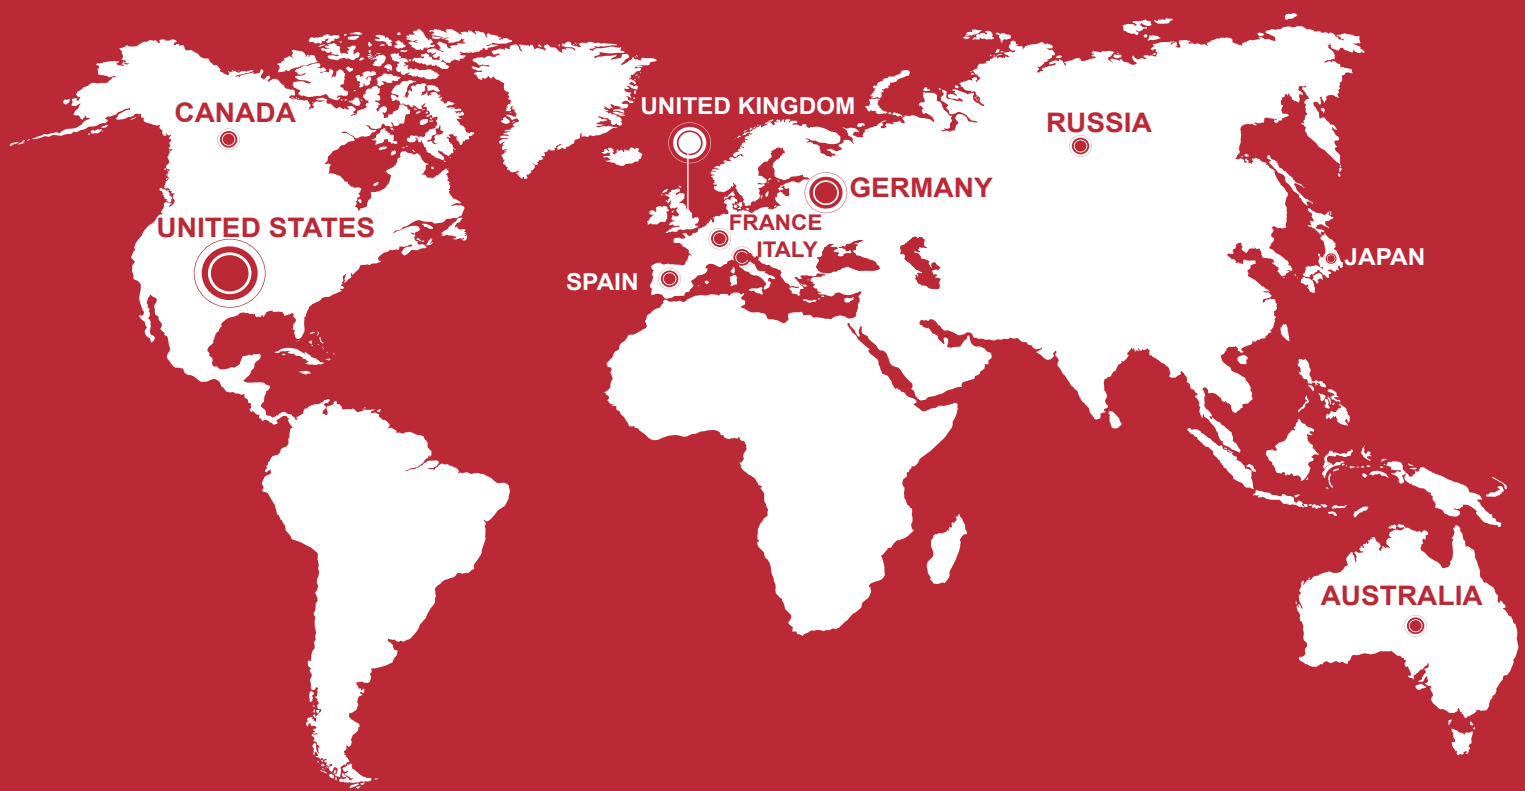 CANADA
UNITED KINGDOM
RUSSIA
GERMANY
UNITED STATES
FRANCE
ITALY
SPAIN
JAPAN
AUSTRALIA